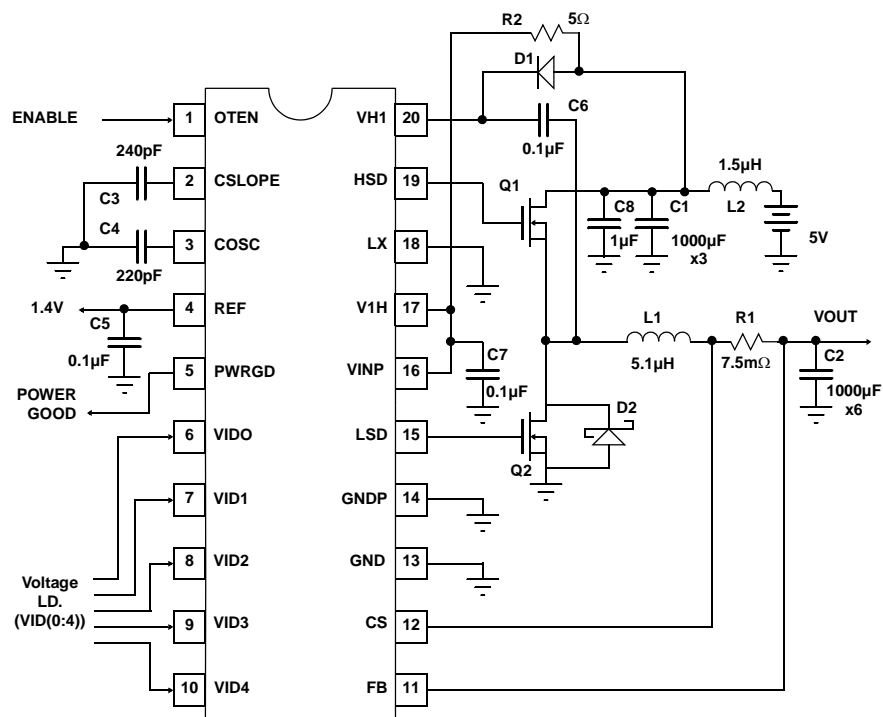 R2 5Ω
D1
C6
0.1µF
ENABLE
1 OTEN VH1 20
240pF
C3
2 CSLOPE HSD 19
Q1
1.5µH
L2
C8
1µF
C1
1000µF
x3
5V
C4
220pF
3 COSC LX 18
1.4V
4 REF V1H 17
C5
0.1µF
L1
5.1µH
R1
7.5mΩ
VOUT
C2
1000µF
x6
5 PWRGD VINP 16
C7
0.1µF
POWER
GOOD
D2
6 VIDO LSD 15
Q2
7 VID1 GNDP 14
8 VID2 GND 13
Voltage
I.D.
(VID(0:4))
9 VID3 CS 12
10 VID4 FB 11